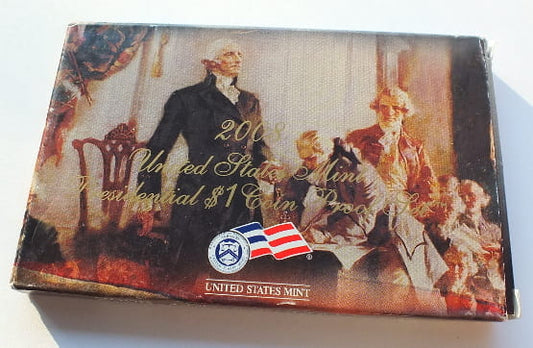 2008
United States Mint
Presidential $1 Coin Proof Set
®
UNITED STATES MINT